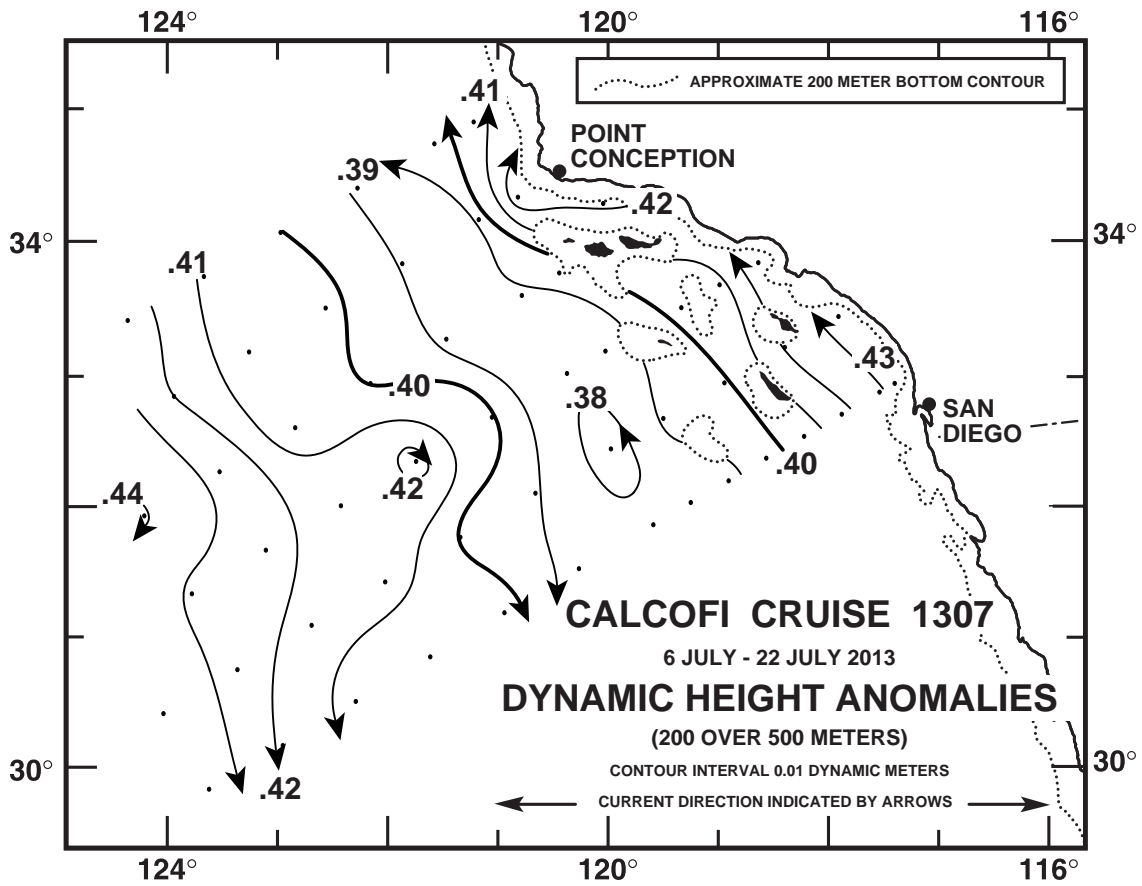 124° 120° 116°
APPROXIMATE 200 METER BOTTOM CONTOUR
.41
POINT
CONCEPTION
.39
.42
34° 34°
.41
.43
.40
.38
SAN
DIEGO
.40
.42
.44
CALCOFI CRUISE 1307
6 JULY - 22 JULY 2013
DYNAMIC HEIGHT ANOMALIES
(200 OVER 500 METERS)
30° 30°
CONTOUR INTERVAL 0.01 DYNAMIC METERS
.42
CURRENT DIRECTION INDICATED BY ARROWS
124° 120° 116°